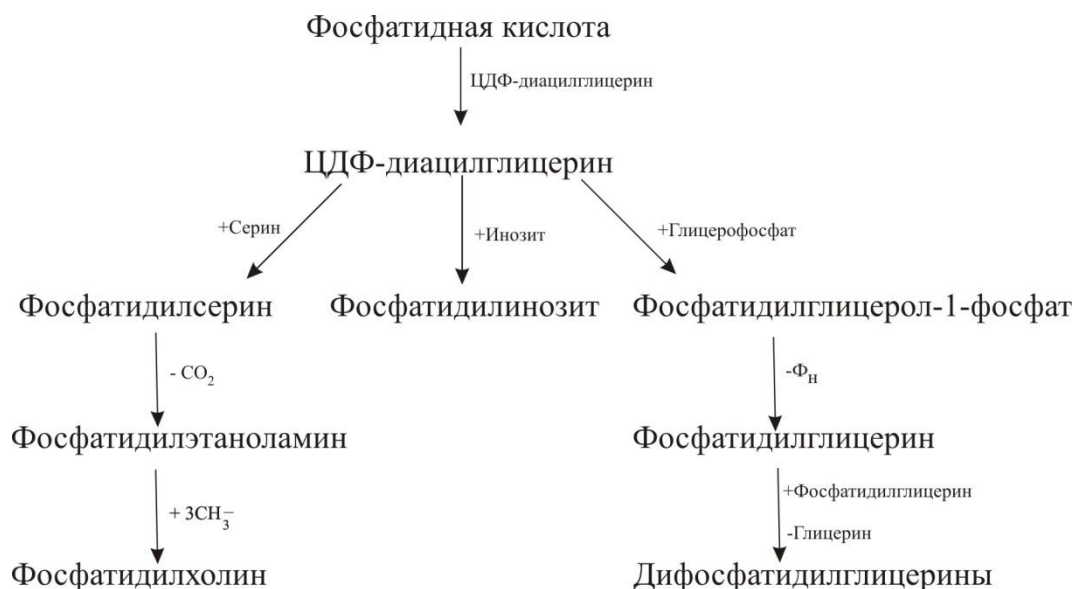 Фосфатидная кислота
ЦДФ-диацилглицерин
ЦДФ-диацилглицерин
+Серин
+Инозит
+Глицерофосфат
Фосфатидилсерин
Фосфатидилинозит
Фосфатидилглицерол-1-фосфат
- CO₂
-Фн
Фосфатидилэтаноламин
Фосфатидилглицерин
+ 3CH₃⁻
+Фосфатидилглицерин
-Глицерин
Фосфатидилхолин
Дифосфатидилглицерины